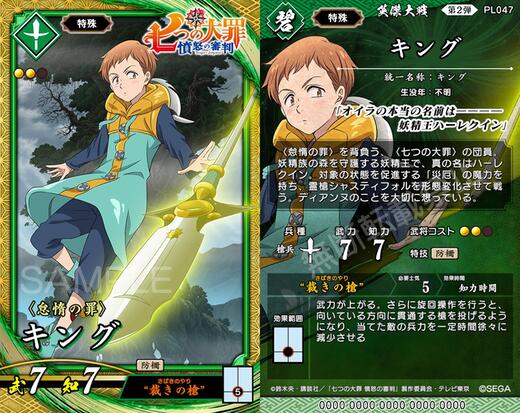 特殊
七つの大罪
憤怒の審判
SAMPLE
〈怠惰の罪〉
キング
防柵
武7 知7
さばきのやり
“裁きの槍”
5
碧
特殊
英傑大戦
第2弾
PL047
キング
統一名称：キング
生没年：不明
「オイラの本当の名前は――――
妖精王ハーレクイン」
〈怠惰の罪〉を背負う、〈七つの大罪〉の団員。
妖精族の森を守護する妖精王で、真の名はハーレ
クイン。対象の状態を促進する「災厄」の魔力を
持ち、霊槍シャスティフォルを形態変化させて戦
う。ディアンヌのことを大切に想っている。
兵種
槍兵
武力
7
知力
7
武将コスト
特技
防柵
さばきのやり
“裁きの槍”
必要士気
5
効果時間
知力時間
効果範囲
武力が上がる。さらに旋回操作を行うと、
向いている方向に貫通する槍を投げるよう
になり、当てた敵の兵力を一定時間徐々に
減少させる
©鈴木央・講談社／「七つの大罪 憤怒の審判」製作委員会・テレビ東京
©SEGA
0000-0000-0000-0000-0000